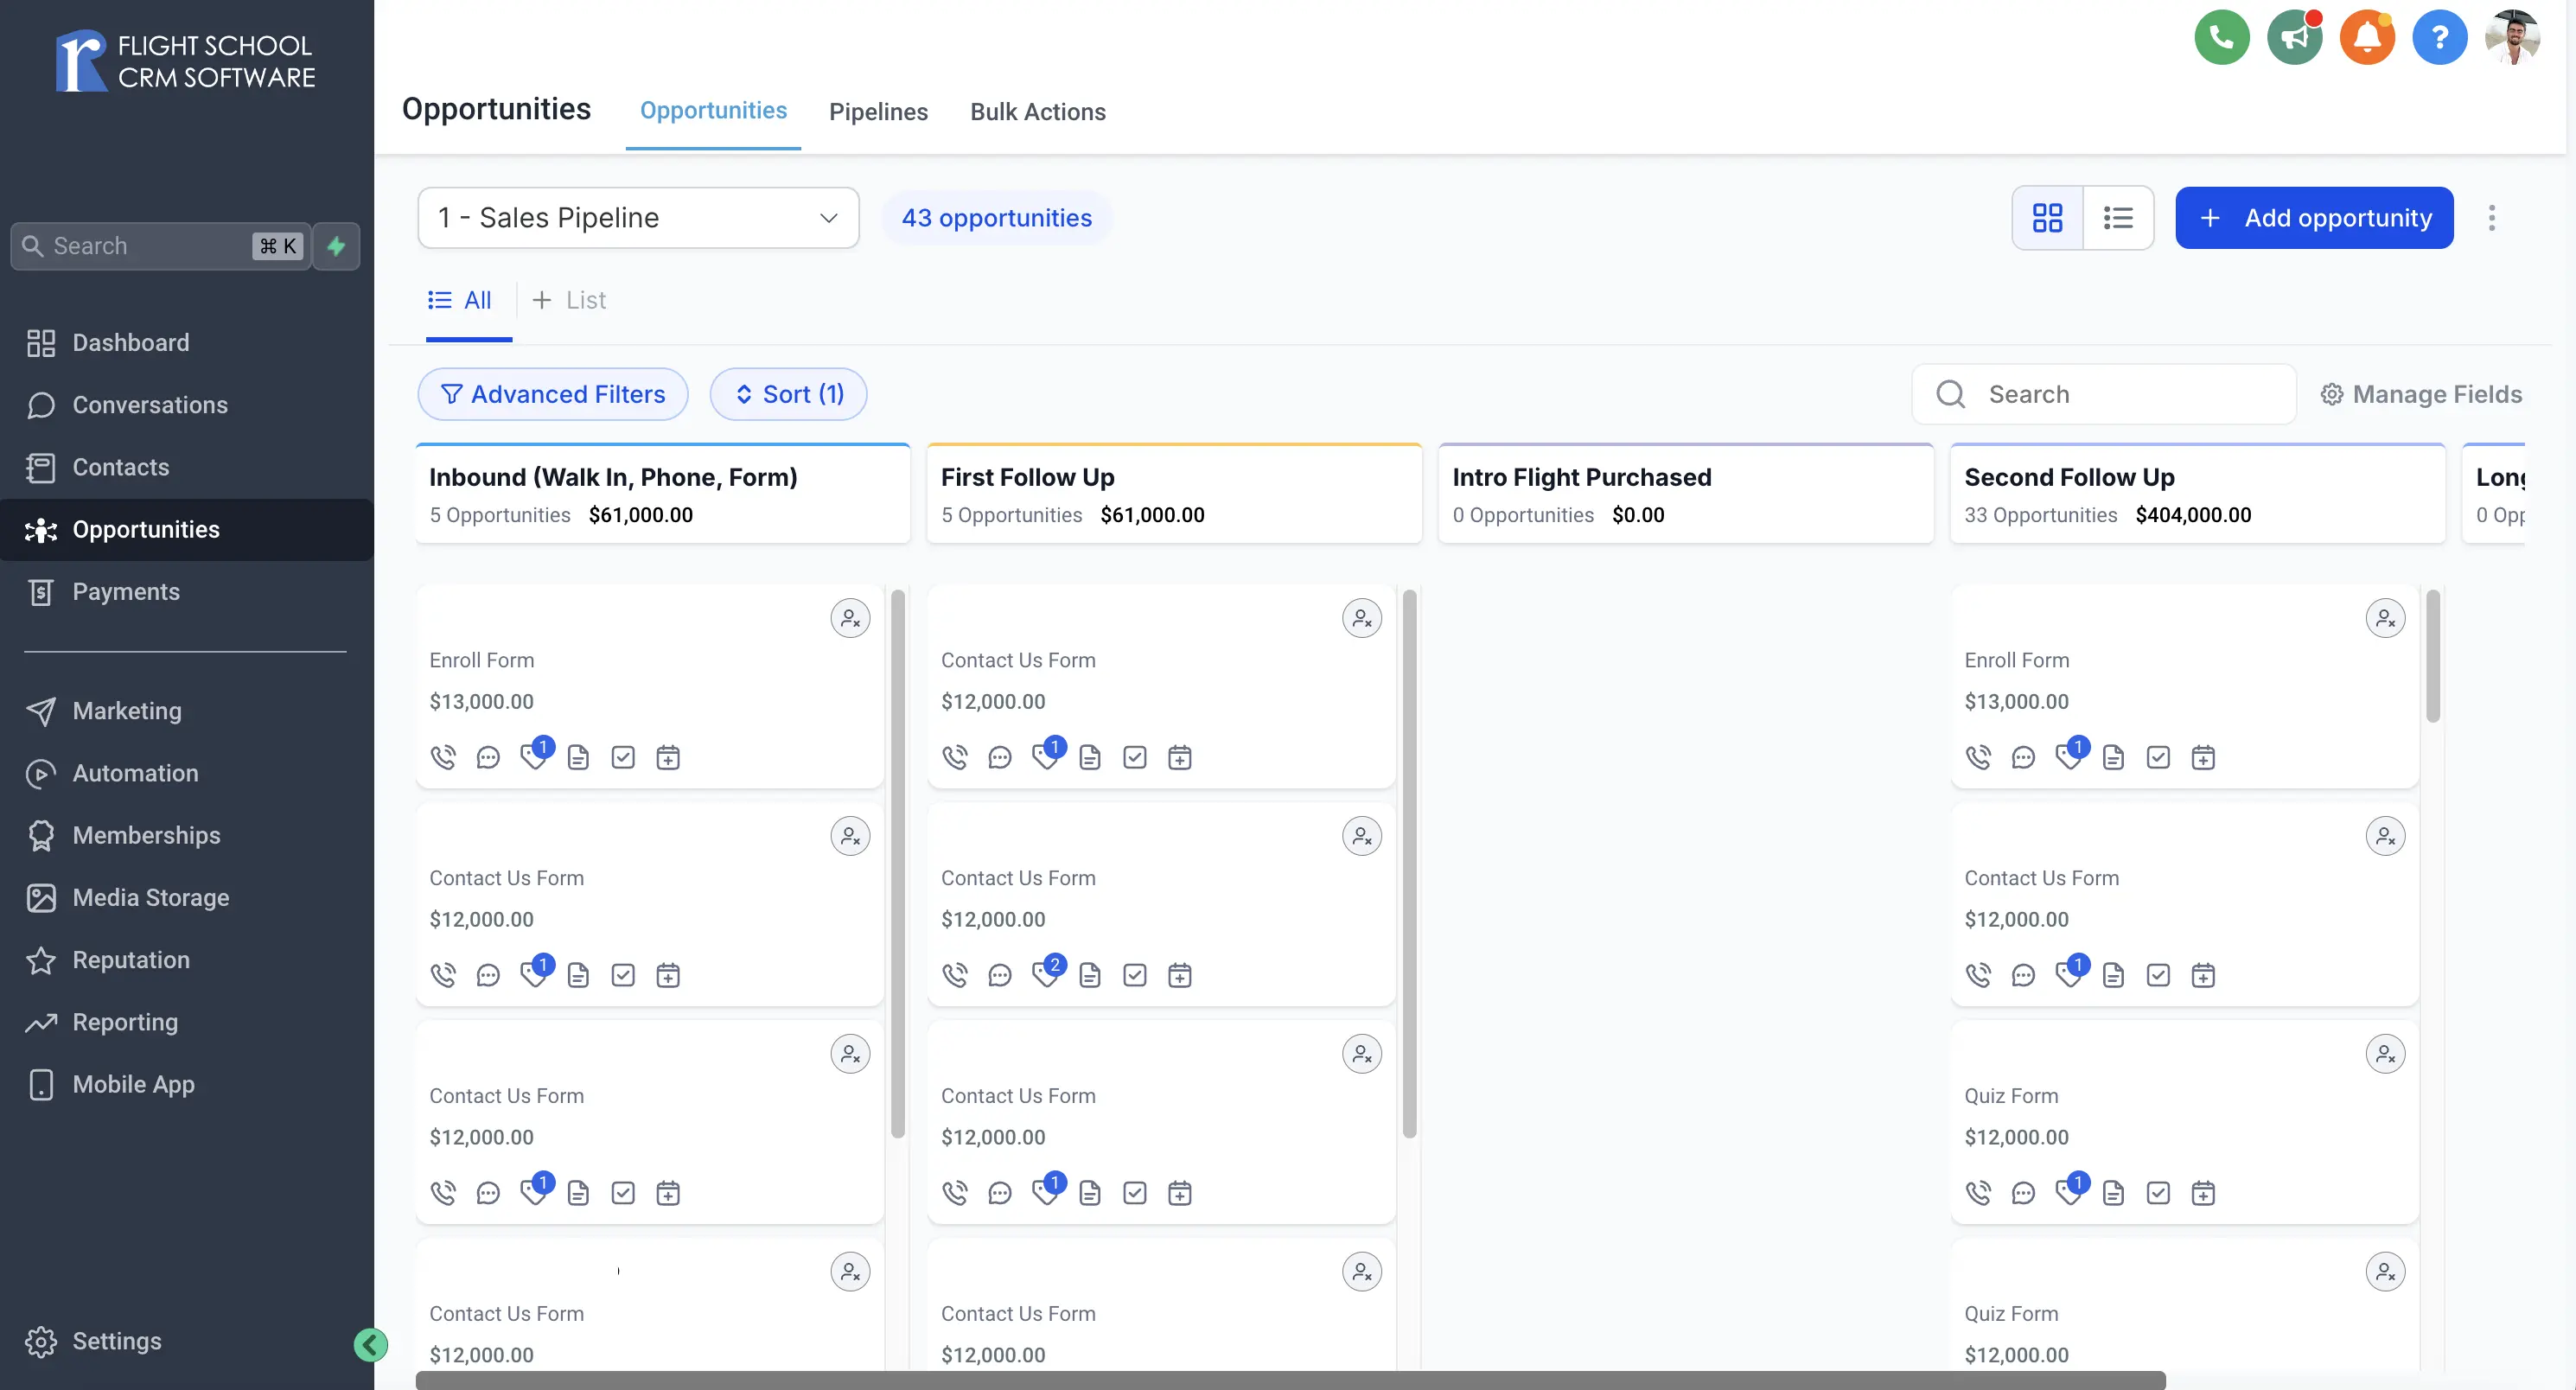 FLIGHT SCHOOL
CRM SOFTWARE
Search
⌘ K
Dashboard
Conversations
Contacts
Opportunities
Payments
Marketing
Automation
Memberships
Media Storage
Reputation
Reporting
Mobile App
Settings
Opportunities
Opportunities
Pipelines
Bulk Actions
1 - Sales Pipeline
43 opportunities
+ Add opportunity
All
+ List
Advanced Filters
Sort (1)
Search
Manage Fields
Inbound (Walk In, Phone, Form)
5 Opportunities $61,000.00
Enroll Form
$13,000.00
1
Contact Us Form
$12,000.00
1
Contact Us Form
$12,000.00
1
Contact Us Form
$12,000.00
First Follow Up
5 Opportunities $61,000.00
Contact Us Form
$12,000.00
1
Contact Us Form
$12,000.00
2
Contact Us Form
$12,000.00
1
Contact Us Form
$12,000.00
Intro Flight Purchased
0 Opportunities $0.00
Second Follow Up
33 Opportunities $404,000.00
Enroll Form
$13,000.00
1
Contact Us Form
$12,000.00
1
Quiz Form
$12,000.00
1
Quiz Form
$12,000.00
Long
0 Opp